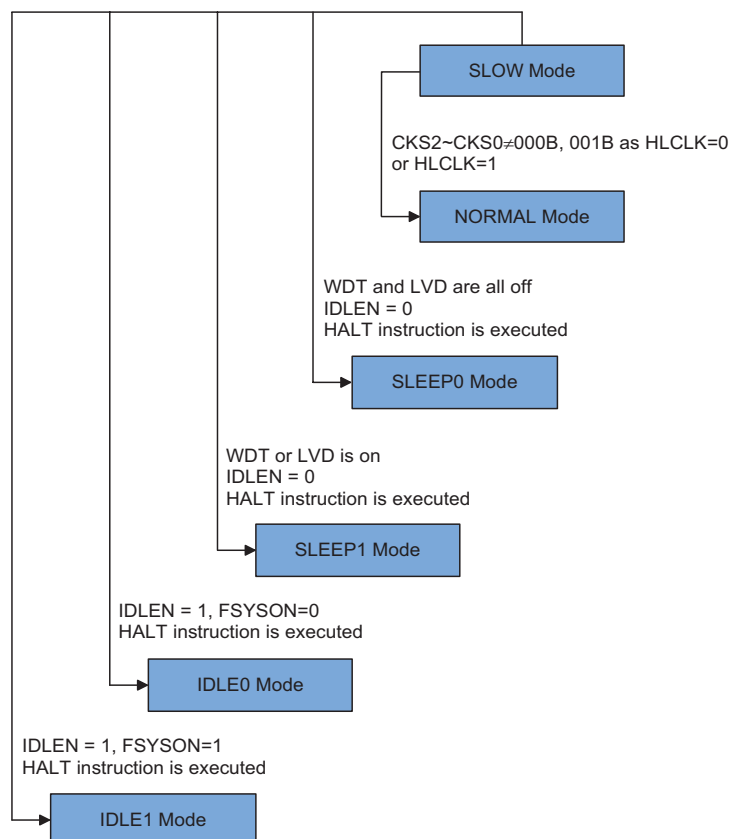 SLOW Mode
CKS2~CKS0≠000B, 001B as HLCLK=0
or HLCLK=1
NORMAL Mode
WDT and LVD are all off
IDLEN = 0
HALT instruction is executed
SLEEP0 Mode
WDT or LVD is on
IDLEN = 0
HALT instruction is executed
SLEEP1 Mode
IDLEN = 1, FSYSON=0
HALT instruction is executed
IDLE0 Mode
IDLEN = 1, FSYSON=1
HALT instruction is executed
IDLE1 Mode